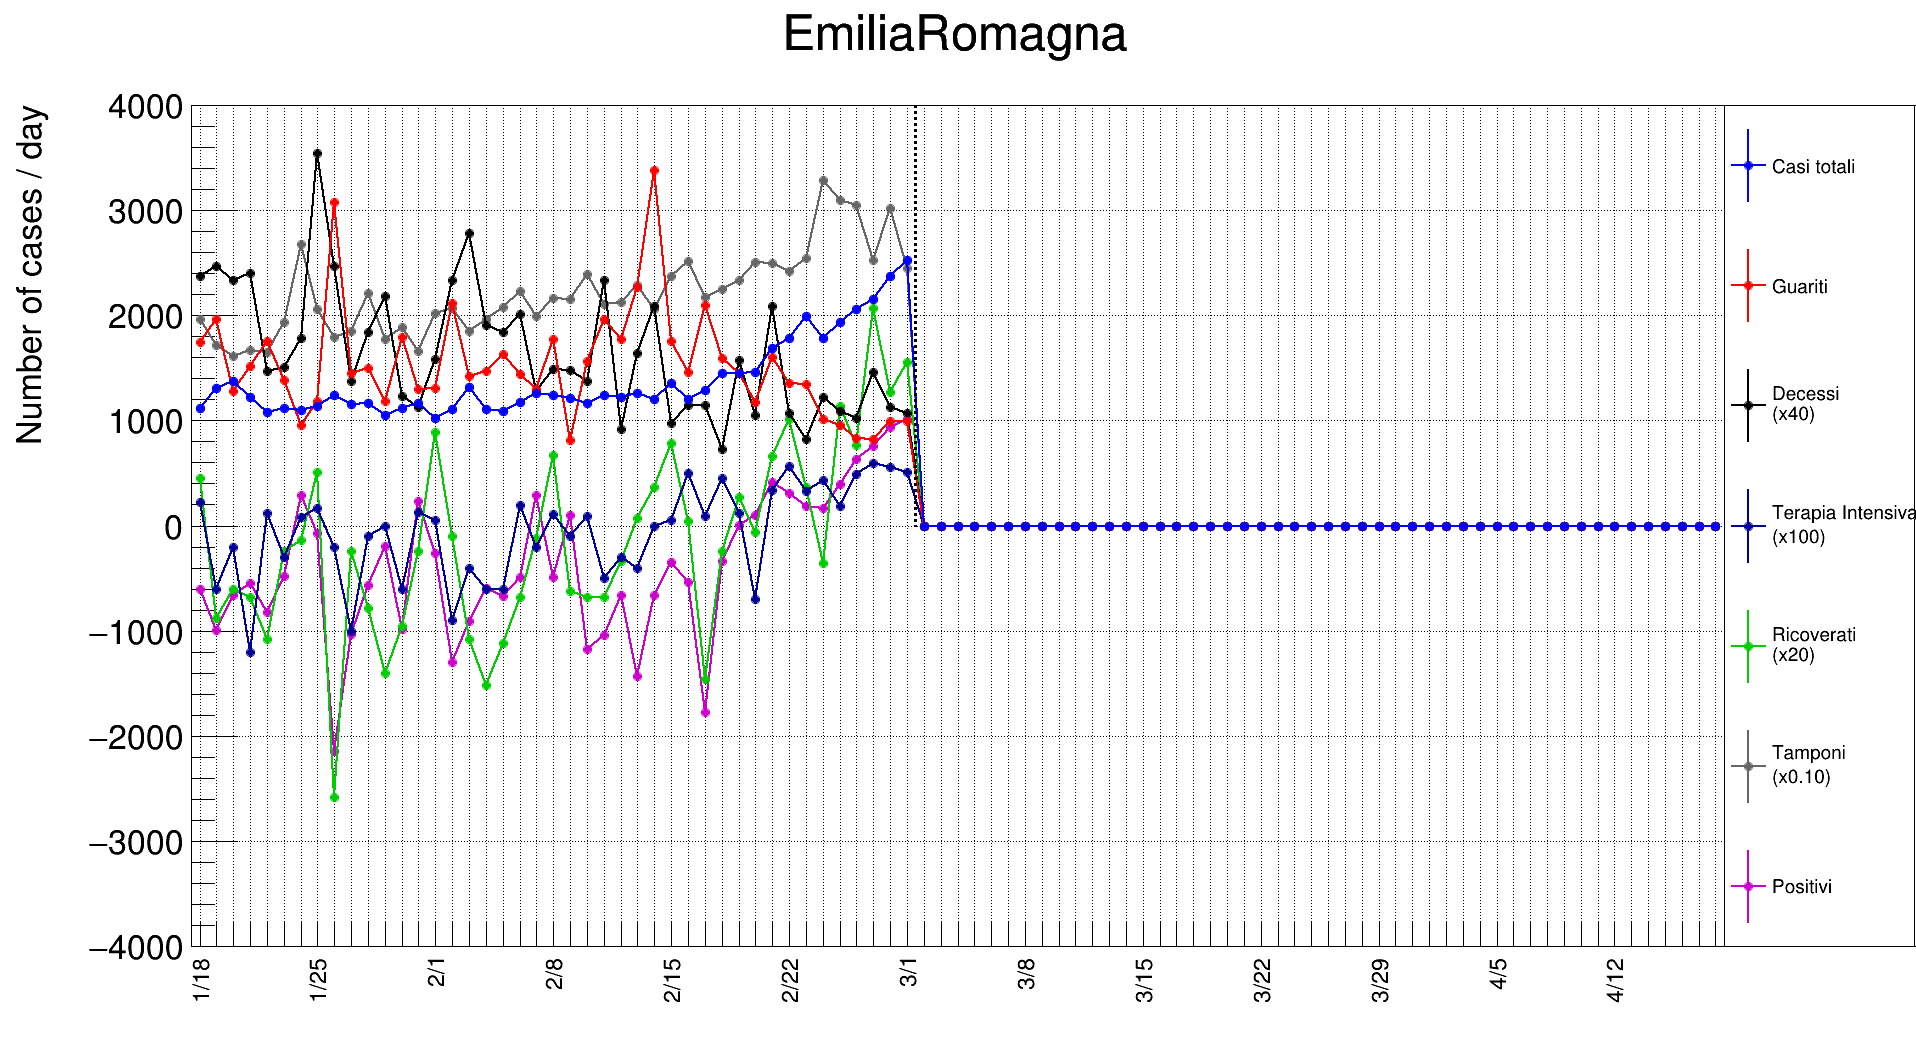 EmiliaRomagna
Number of cases / day
4000
3000
2000
1000
0
−1000
−2000
−3000
−4000
1/18
1/25
2/1
2/8
2/15
2/22
3/1
3/8
3/15
3/22
3/29
4/5
4/12
Casi totali
Guariti
Decessi
(x40)
Terapia Intensiva
(x100)
Ricoverati
(x20)
Tamponi
(x0.10)
Positivi